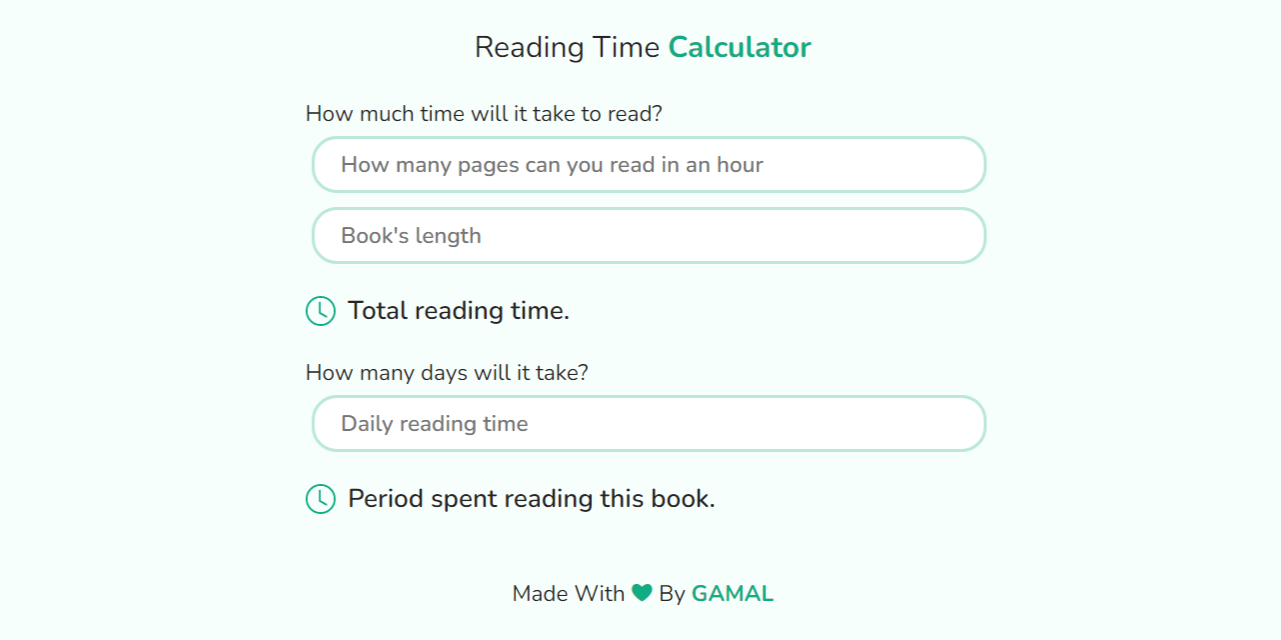 Reading Time Calculator
How much time will it take to read?
How many pages can you read in an hour
Book's length
Total reading time.
How many days will it take?
Daily reading time
Period spent reading this book.
Made With By GAMAL